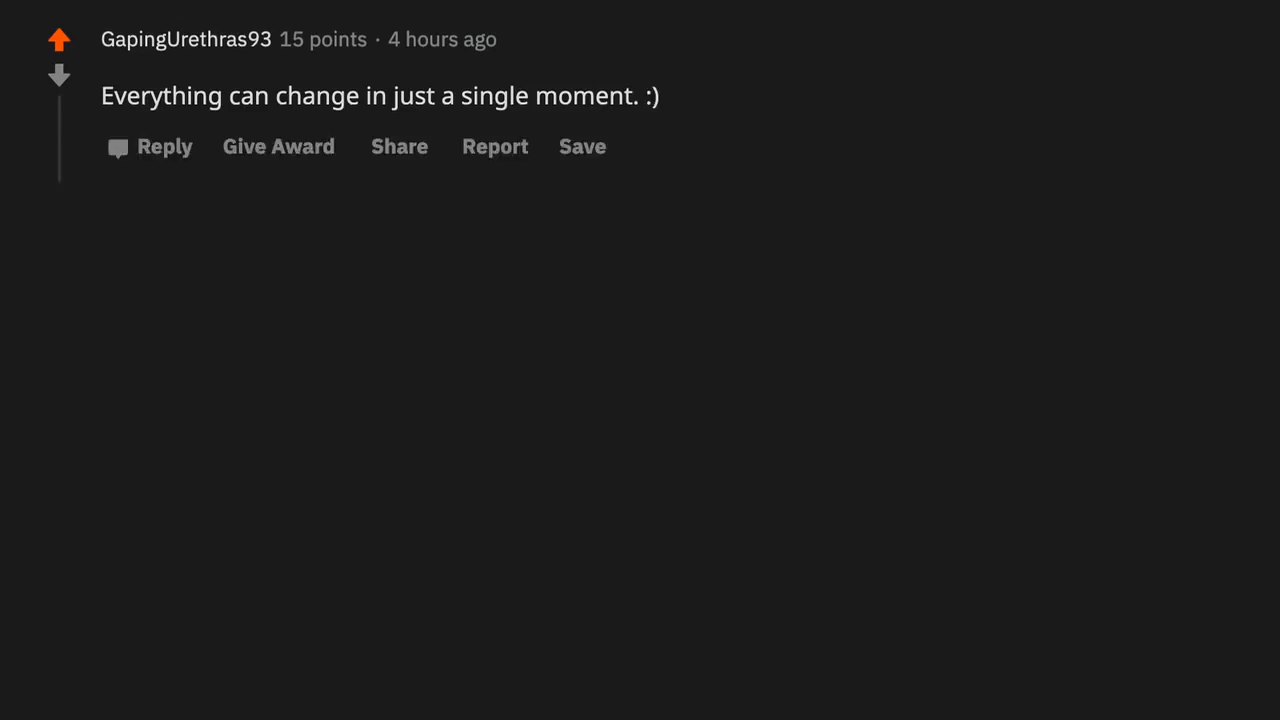 GapingUrethras93 15 points · 4 hours ago
Everything can change in just a single moment. :)
Reply Give Award Share Report Save